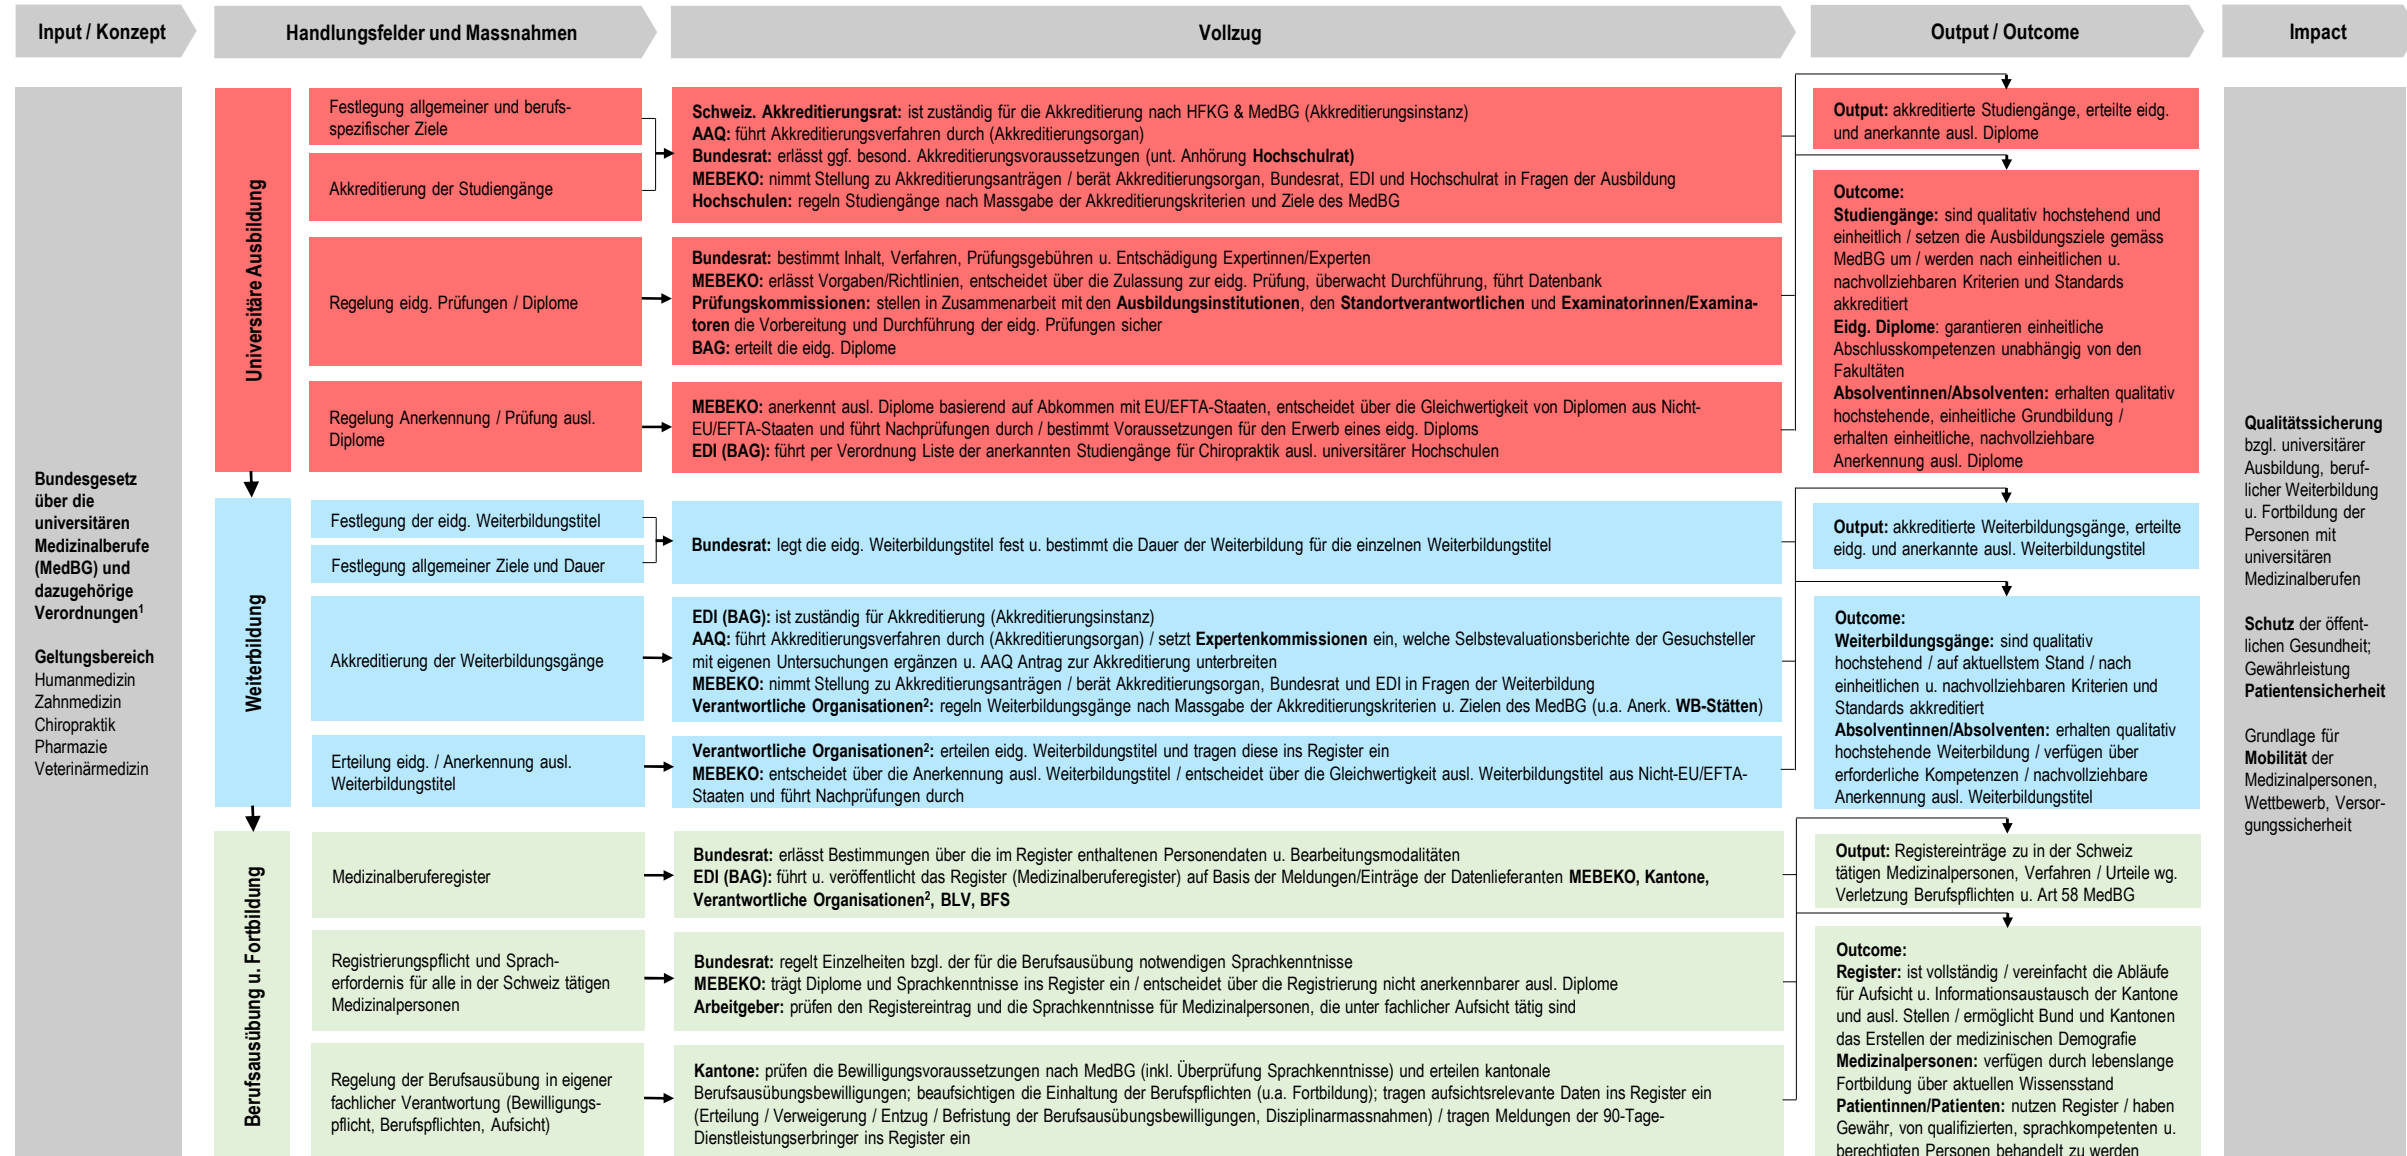 Input / Konzept
Handlungsfelder und Massnahmen
Vollzug
Output / Outcome
Impact
Bundesgesetz
über die
universitären
Medizinalberufe
(MedBG) und
dazugehörige
Verordnungen¹
Geltungsbereich
Humanmedizin
Zahnmedizin
Chiropraktik
Pharmazie
Veterinärmedizin
Universitäre Ausbildung
Festlegung allgemeiner und berufs-
spezifischer Ziele
Akkreditierung der Studiengänge
Schweiz. Akkreditierungsrat: ist zuständig für die Akkreditierung nach HFKG & MedBG (Akkreditierungsinstanz)
AAQ: führt Akkreditierungsverfahren durch (Akkreditierungsorgan)
Bundesrat: erlässt ggf. besond. Akkreditierungsvoraussetzungen (unt. Anhörung Hochschulrat)
MEBEKO: nimmt Stellung zu Akkreditierungsanträgen / berät Akkreditierungsorgan, Bundesrat, EDI und Hochschulrat in Fragen der Ausbildung
Hochschulen: regeln Studiengänge nach Massgabe der Akkreditierungskriterien und Ziele des MedBG
Regelung eidg. Prüfungen / Diplome
Bundesrat: bestimmt Inhalt, Verfahren, Prüfungsgebühren u. Entschädigung Expertinnen/Experten
MEBEKO: erlässt Vorgaben/Richtlinien, entscheidet über die Zulassung zur eidg. Prüfung, überwacht Durchführung, führt Datenbank
Prüfungskommissionen: stellen in Zusammenarbeit mit den Ausbildungsinstitutionen, den Standortverantwortlichen und Examinatorinnen/Examina-
toren die Vorbereitung und Durchführung der eidg. Prüfungen sicher
BAG: erteilt die eidg. Diplome
Regelung Anerkennung / Prüfung ausl.
Diplome
MEBEKO: anerkennt ausl. Diplome basierend auf Abkommen mit EU/EFTA-Staaten, entscheidet über die Gleichwertigkeit von Diplomen aus Nicht-
EU/EFTA-Staaten und führt Nachprüfungen durch / bestimmt Voraussetzungen für den Erwerb eines eidg. Diploms
EDI (BAG): führt per Verordnung Liste der anerkannten Studiengänge für Chiropraktik ausl. universitärer Hochschulen
Output: akkreditierte Studiengänge, erteilte eidg.
und anerkannte ausl. Diplome
Outcome:
Studiengänge: sind qualitativ hochstehend und
einheitlich / setzen die Ausbildungsziele gemäss
MedBG um / werden nach einheitlichen u.
nachvollziehbaren Kriterien und Standards
akkreditiert
Eidg. Diplome: garantieren einheitliche
Abschlusskompetenzen unabhängig von den
Fakultäten
Absolventinnen/Absolventen: erhalten qualitativ
hochstehende, einheitliche Grundbildung /
erhalten einheitliche, nachvollziehbare
Anerkennung ausl. Diplome
Weiterbildung
Festlegung der eidg. Weiterbildungstitel
Festlegung allgemeiner Ziele und Dauer
Bundesrat: legt die eidg. Weiterbildungstitel fest u. bestimmt die Dauer der Weiterbildung für die einzelnen Weiterbildungstitel
Akkreditierung der Weiterbildungsgänge
EDI (BAG): ist zuständig für Akkreditierung (Akkreditierungsinstanz)
AAQ: führt Akkreditierungsverfahren durch (Akkreditierungsorgan) / setzt Expertenkommissionen ein, welche Selbstevaluationsberichte der Gesuchsteller
mit eigenen Untersuchungen ergänzen u. AAQ Antrag zur Akkreditierung unterbreiten
MEBEKO: nimmt Stellung zu Akkreditierungsanträgen / berät Akkreditierungsorgan, Bundesrat und EDI in Fragen der Weiterbildung
Verantwortliche Organisationen²: regeln Weiterbildungsgänge nach Massgabe der Akkreditierungskriterien u. Zielen des MedBG (u.a. Anerk. WB-Stätten)
Erteilung eidg. / Anerkennung ausl.
Weiterbildungstitel
Verantwortliche Organisationen²: erteilen eidg. Weiterbildungstitel und tragen diese ins Register ein
MEBEKO: entscheidet über die Anerkennung ausl. Weiterbildungstitel / entscheidet über die Gleichwertigkeit ausl. Weiterbildungstitel aus Nicht-EU/EFTA-
Staaten und führt Nachprüfungen durch
Output: akkreditierte Weiterbildungsgänge, erteilte
eidg. und anerkannte ausl. Weiterbildungstitel
Outcome:
Weiterbildungsgänge: sind qualitativ
hochstehend / auf aktuellstem Stand / nach
einheitlichen u. nachvollziehbaren Kriterien und
Standards akkreditiert
Absolventinnen/Absolventen: erhalten qualitativ
hochstehende Weiterbildung / verfügen über
erforderliche Kompetenzen / nachvollziehbare
Anerkennung ausl. Weiterbildungstitel
Berufsausübung u. Fortbildung
Medizinalberuferegister
Bundesrat: erlässt Bestimmungen über die im Register enthaltenen Personendaten u. Bearbeitungsmodalitäten
EDI (BAG): führt u. veröffentlicht das Register (Medizinalberuferegister) auf Basis der Meldungen/Einträge der Datenlieferanten MEBEKO, Kantone,
Verantwortliche Organisationen², BLV, BFS
Registrierungspflicht und Sprach-
erfordernis für alle in der Schweiz tätigen
Medizinalpersonen
Bundesrat: regelt Einzelheiten bzgl. der für die Berufsausübung notwendigen Sprachkenntnisse
MEBEKO: trägt Diplome und Sprachkenntnisse ins Register ein / entscheidet über die Registrierung nicht anerkennbarer ausl. Diplome
Arbeitgeber: prüfen den Registereintrag und die Sprachkenntnisse für Medizinalpersonen, die unter fachlicher Aufsicht tätig sind
Regelung der Berufsausübung in eigener
fachlicher Verantwortung (Bewilligungs-
pflicht, Berufspflichten, Aufsicht)
Kantone: prüfen die Bewilligungsvoraussetzungen nach MedBG (inkl. Überprüfung Sprachkenntnisse) und erteilen kantonale
Berufsausübungsbewilligungen; beaufsichtigen die Einhaltung der Berufspflichten (u.a. Fortbildung); tragen aufsichtsrelevante Daten ins Register ein
(Erteilung / Verweigerung / Entzug / Befristung der Berufsausübungsbewilligungen, Disziplinarmassnahmen) / tragen Meldungen der 90-Tage-
Dienstleistungserbringer ins Register ein
Output: Registereinträge zu in der Schweiz
tätigen Medizinalpersonen, Verfahren / Urteile wg.
Verletzung Berufspflichten u. Art 58 MedBG
Outcome:
Register: ist vollständig / vereinfacht die Abläufe
für Aufsicht u. Informationsaustausch der Kantone
und ausl. Stellen / ermöglicht Bund und Kantonen
das Erstellen der medizinischen Demografie
Medizinalpersonen: verfügen durch lebenslange
Fortbildung über aktuellen Wissensstand
Patientinnen/Patienten: nutzen Register / haben
Gewähr, von qualifizierten, sprachkompetenten u.
berechtigten Personen behandelt zu werden
Qualitätssicherung
bzgl. universitärer
Ausbildung, beruf-
licher Weiterbildung
u. Fortbildung der
Personen mit
universitären
Medizinalberufen
Schutz der öffent-
lichen Gesundheit;
Gewährleistung
Patientensicherheit
Grundlage für
Mobilität der
Medizinalpersonen,
Wettbewerb, Versor-
gungssicherheit